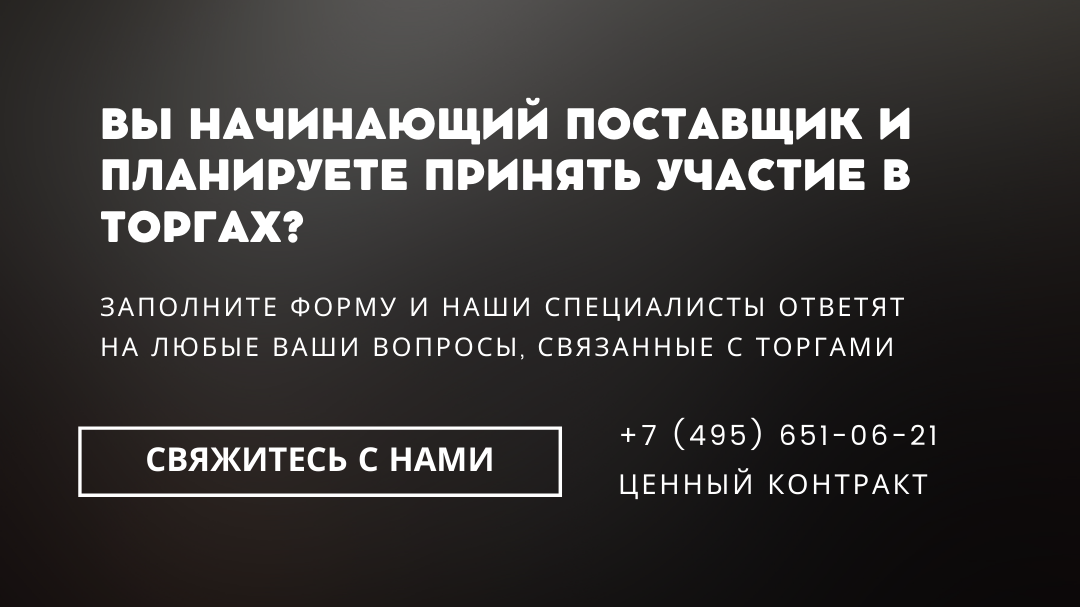 ВЫ НАЧИНАЮЩИЙ ПОСТАВЩИК И
ПЛАНИРУЕТЕ ПРИНЯТЬ УЧАСТИЕ В
ТОРГАХ?
ЗАПОЛНИТЕ ФОРМУ И НАШИ СПЕЦИАЛИСТЫ ОТВЕТЯТ
НА ЛЮБЫЕ ВАШИ ВОПРОСЫ, СВЯЗАННЫЕ С ТОРГАМИ
СВЯЖИТЕСЬ С НАМИ
+7 (495) 651-06-21
ЦЕННЫЙ КОНТРАКТ